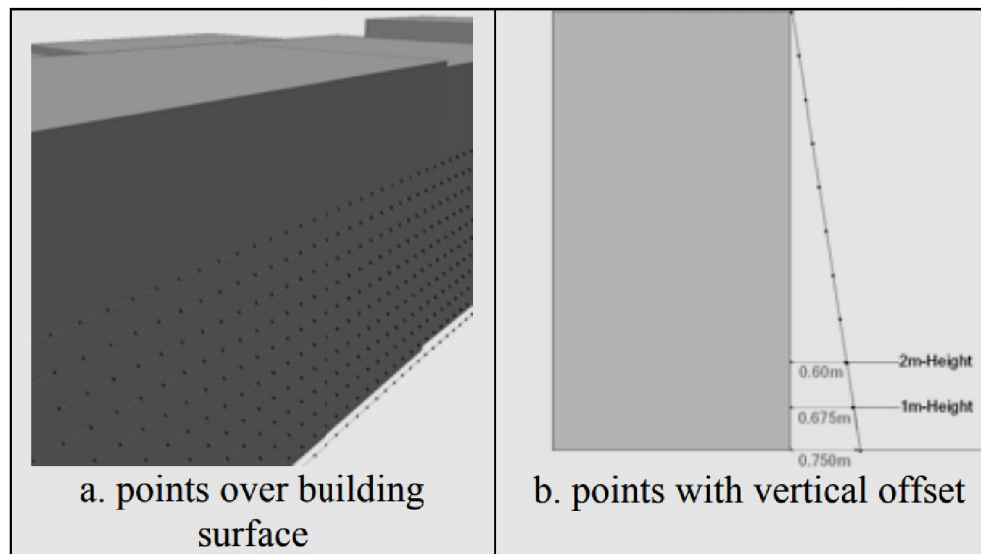 2m-Height
0.60m
1m-Height
0.675m
0.750m
a. points over building
surface
b. points with vertical offset